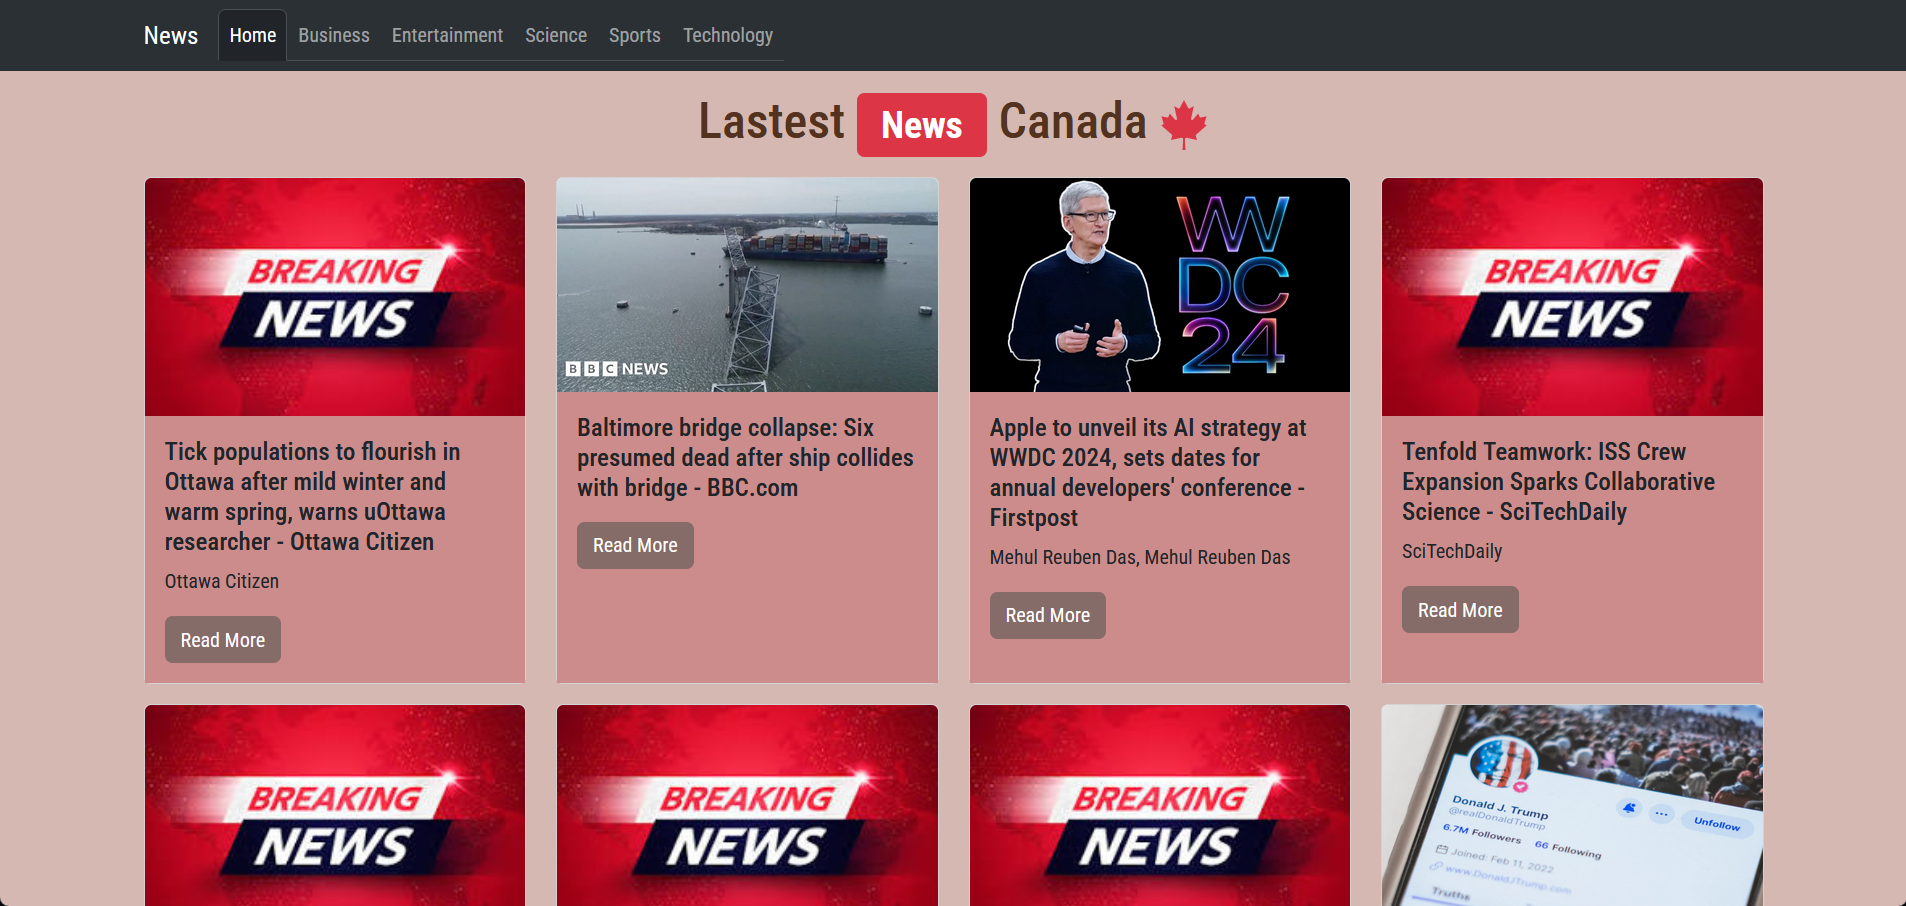 News Home Business Entertainment Science Sports Technology
Lastest News Canada
BREAKING
NEWS
BBC NEWS
WW
DC
24
BREAKING
NEWS
Tick populations to flourish in
Ottawa after mild winter and
warm spring, warns uOttawa
researcher - Ottawa Citizen
Ottawa Citizen
Read More
Baltimore bridge collapse: Six
presumed dead after ship collides
with bridge - BBC.com
Read More
Apple to unveil its AI strategy at
WWDC 2024, sets dates for
annual developers' conference -
Firstpost
Mehul Reuben Das, Mehul Reuben Das
Read More
Tenfold Teamwork: ISS Crew
Expansion Sparks Collaborative
Science - SciTechDaily
SciTechDaily
Read More
BREAKING
NEWS
BREAKING
NEWS
BREAKING
NEWS
Donald J. Trump
@realDonaldTrump
6.7M Followers 66 Following
Joined: Feb 11, 2022
www.DonaldJTrump.com
Truths
... Unfollow